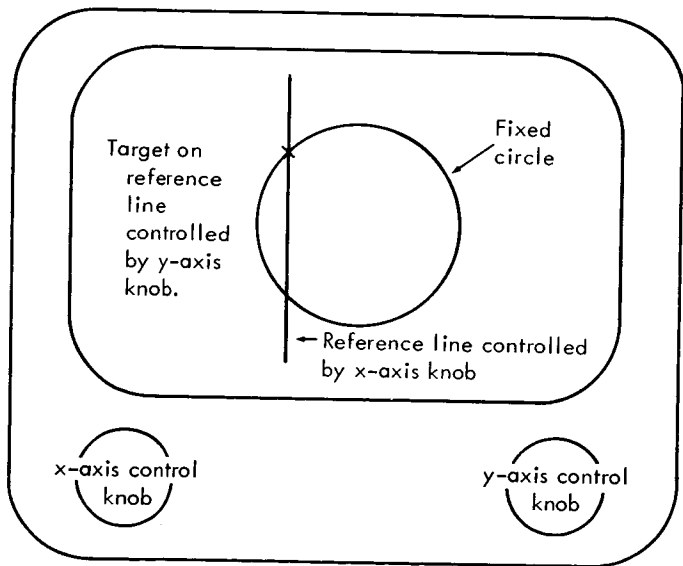 Target on
reference
line
controlled
by y-axis
knob.
Fixed
circle
Reference line controlled
by x-axis knob
x-axis control
knob
y-axis control
knob